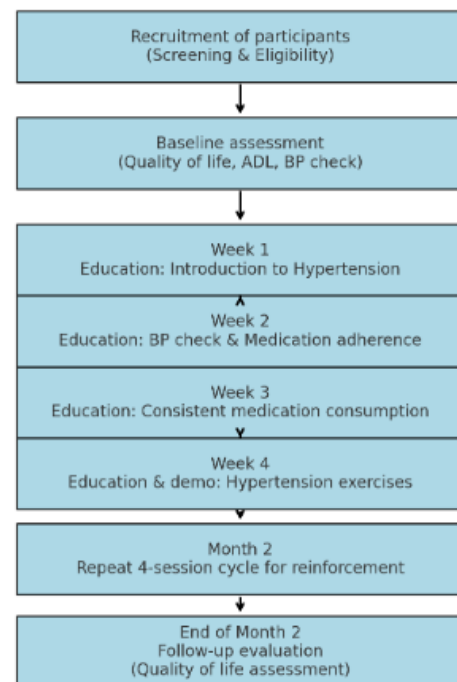 Recruitment of participants
(Screening & Eligibility)
Baseline assessment
(Quality of life, ADL, BP check)
Week 1
Education: Introduction to Hypertension
Week 2
Education: BP check & Medication adherence
Week 3
Education: Consistent medication consumption
Week 4
Education & demo: Hypertension exercises
Month 2
Repeat 4-session cycle for reinforcement
End of Month 2
Follow-up evaluation
(Quality of life assessment)